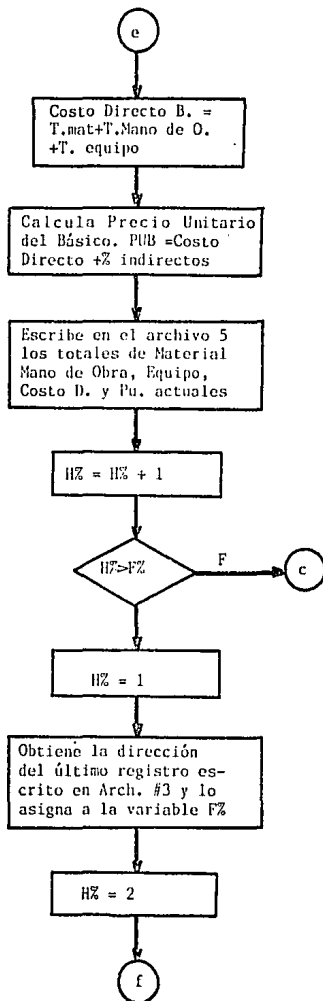 e
Costo Directo B. =
T.mat+T.Mano de O.
+T. equipo
Calcula Precio Unitario
del Básico. PUB =Costo
Directo +% indirectos
Escribe en el archivo 5
los totales de Material
Mano de Obra, Equipo,
Costo D. y Pu. actuales
H% = H% + 1
H%>F%
F
c
H% = 1
Obtiene la dirección
del último registro es-
crito en Arch. #3 y lo
asigna a la variable F%
H% = 2
f